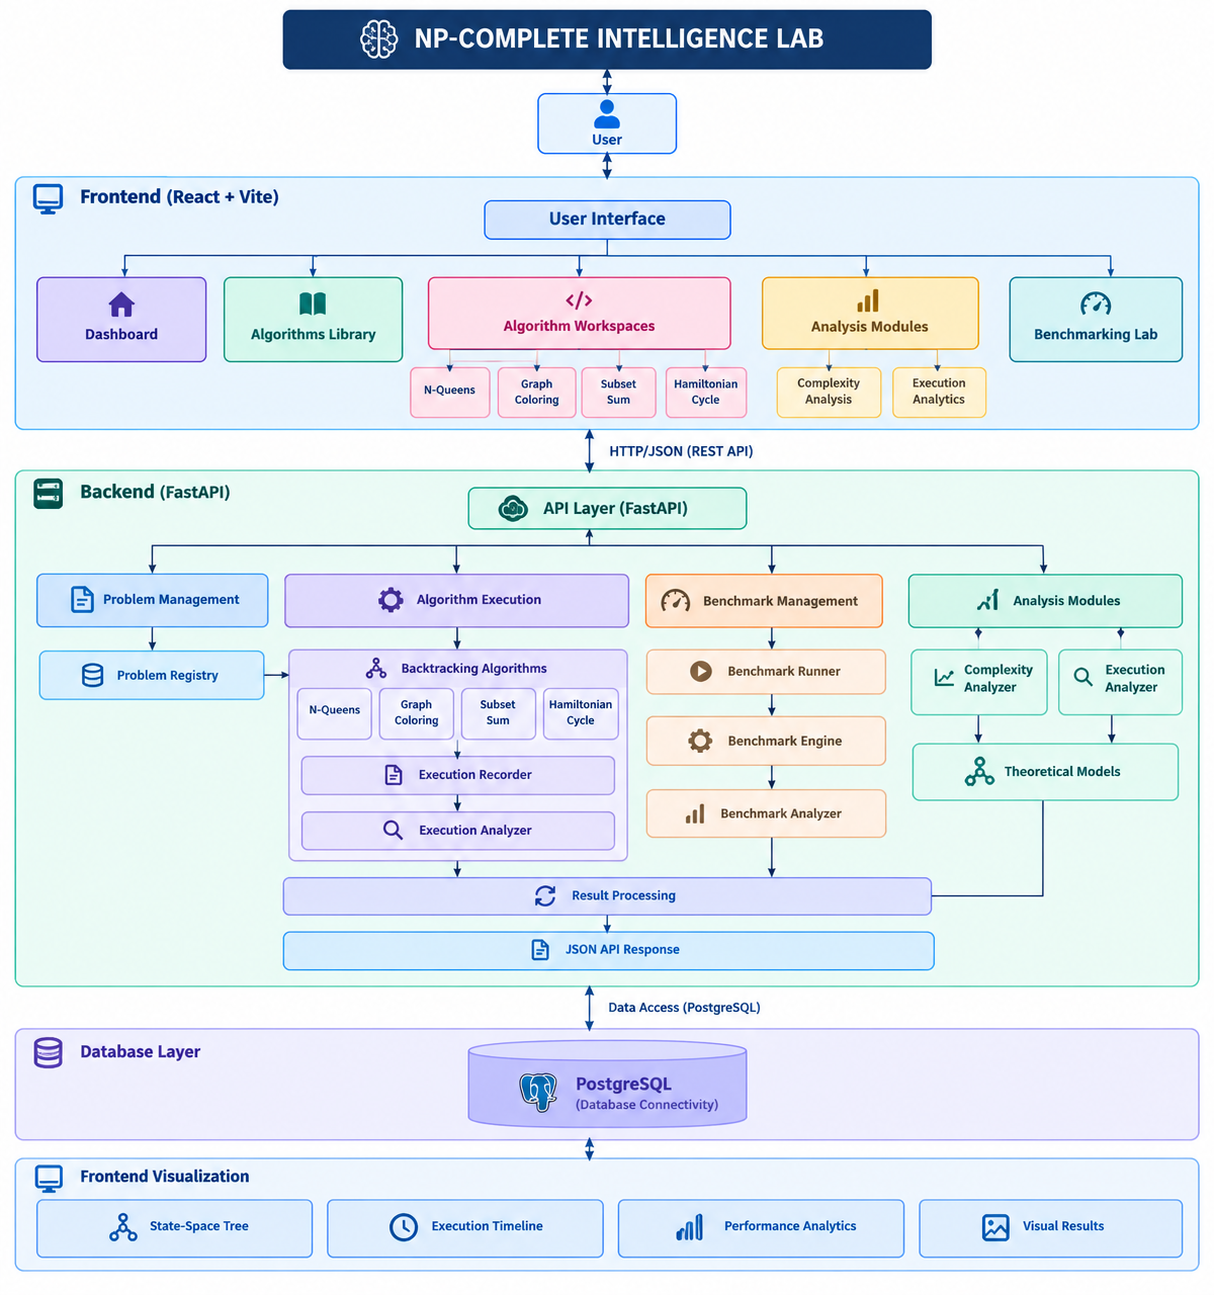 NP-COMPLETE INTELLIGENCE LAB
User
Frontend (React + Vite)
User Interface
Dashboard
Algorithms Library
Algorithm Workspaces
Analysis Modules
Benchmarking Lab
N-Queens
Graph
Coloring
Subset
Sum
Hamiltonian
Cycle
Complexity
Analysis
Execution
Analytics
HTTP/JSON (REST API)
Backend (FastAPI)
API Layer (FastAPI)
Problem Management
Algorithm Execution
Benchmark Management
Analysis Modules
Problem Registry
Backtracking Algorithms
N-Queens
Graph
Coloring
Subset
Sum
Hamiltonian
Cycle
Execution Recorder
Execution Analyzer
Benchmark Runner
Benchmark Engine
Benchmark Analyzer
Complexity
Analyzer
Execution
Analyzer
Theoretical Models
Result Processing
JSON API Response
Data Access (PostgreSQL)
Database Layer
PostgreSQL
(Database Connectivity)
Frontend Visualization
State-Space Tree
Execution Timeline
Performance Analytics
Visual Results